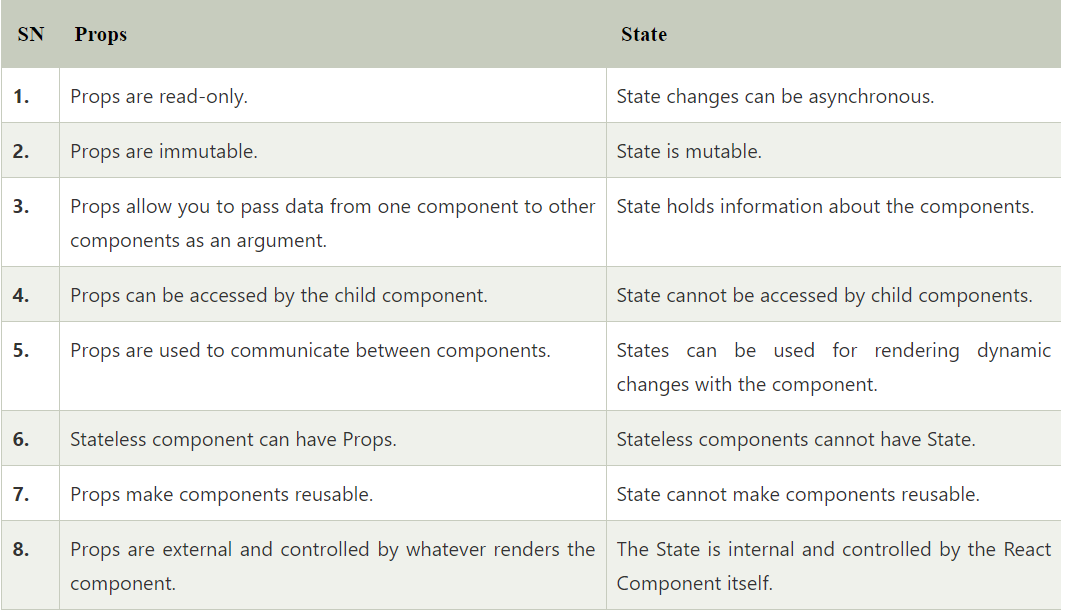 SN Props State
1. Props are read-only. State changes can be asynchronous.
2. Props are immutable. State is mutable.
3. Props allow you to pass data from one component to other State holds information about the components.
components as an argument.
4. Props can be accessed by the child component. State cannot be accessed by child components.
5. Props are used to communicate between components. States can be used for rendering dynamic
changes with the component.
6. Stateless component can have Props. Stateless components cannot have State.
7. Props make components reusable. State cannot make components reusable.
8. Props are external and controlled by whatever renders the The State is internal and controlled by the React
component. Component itself.